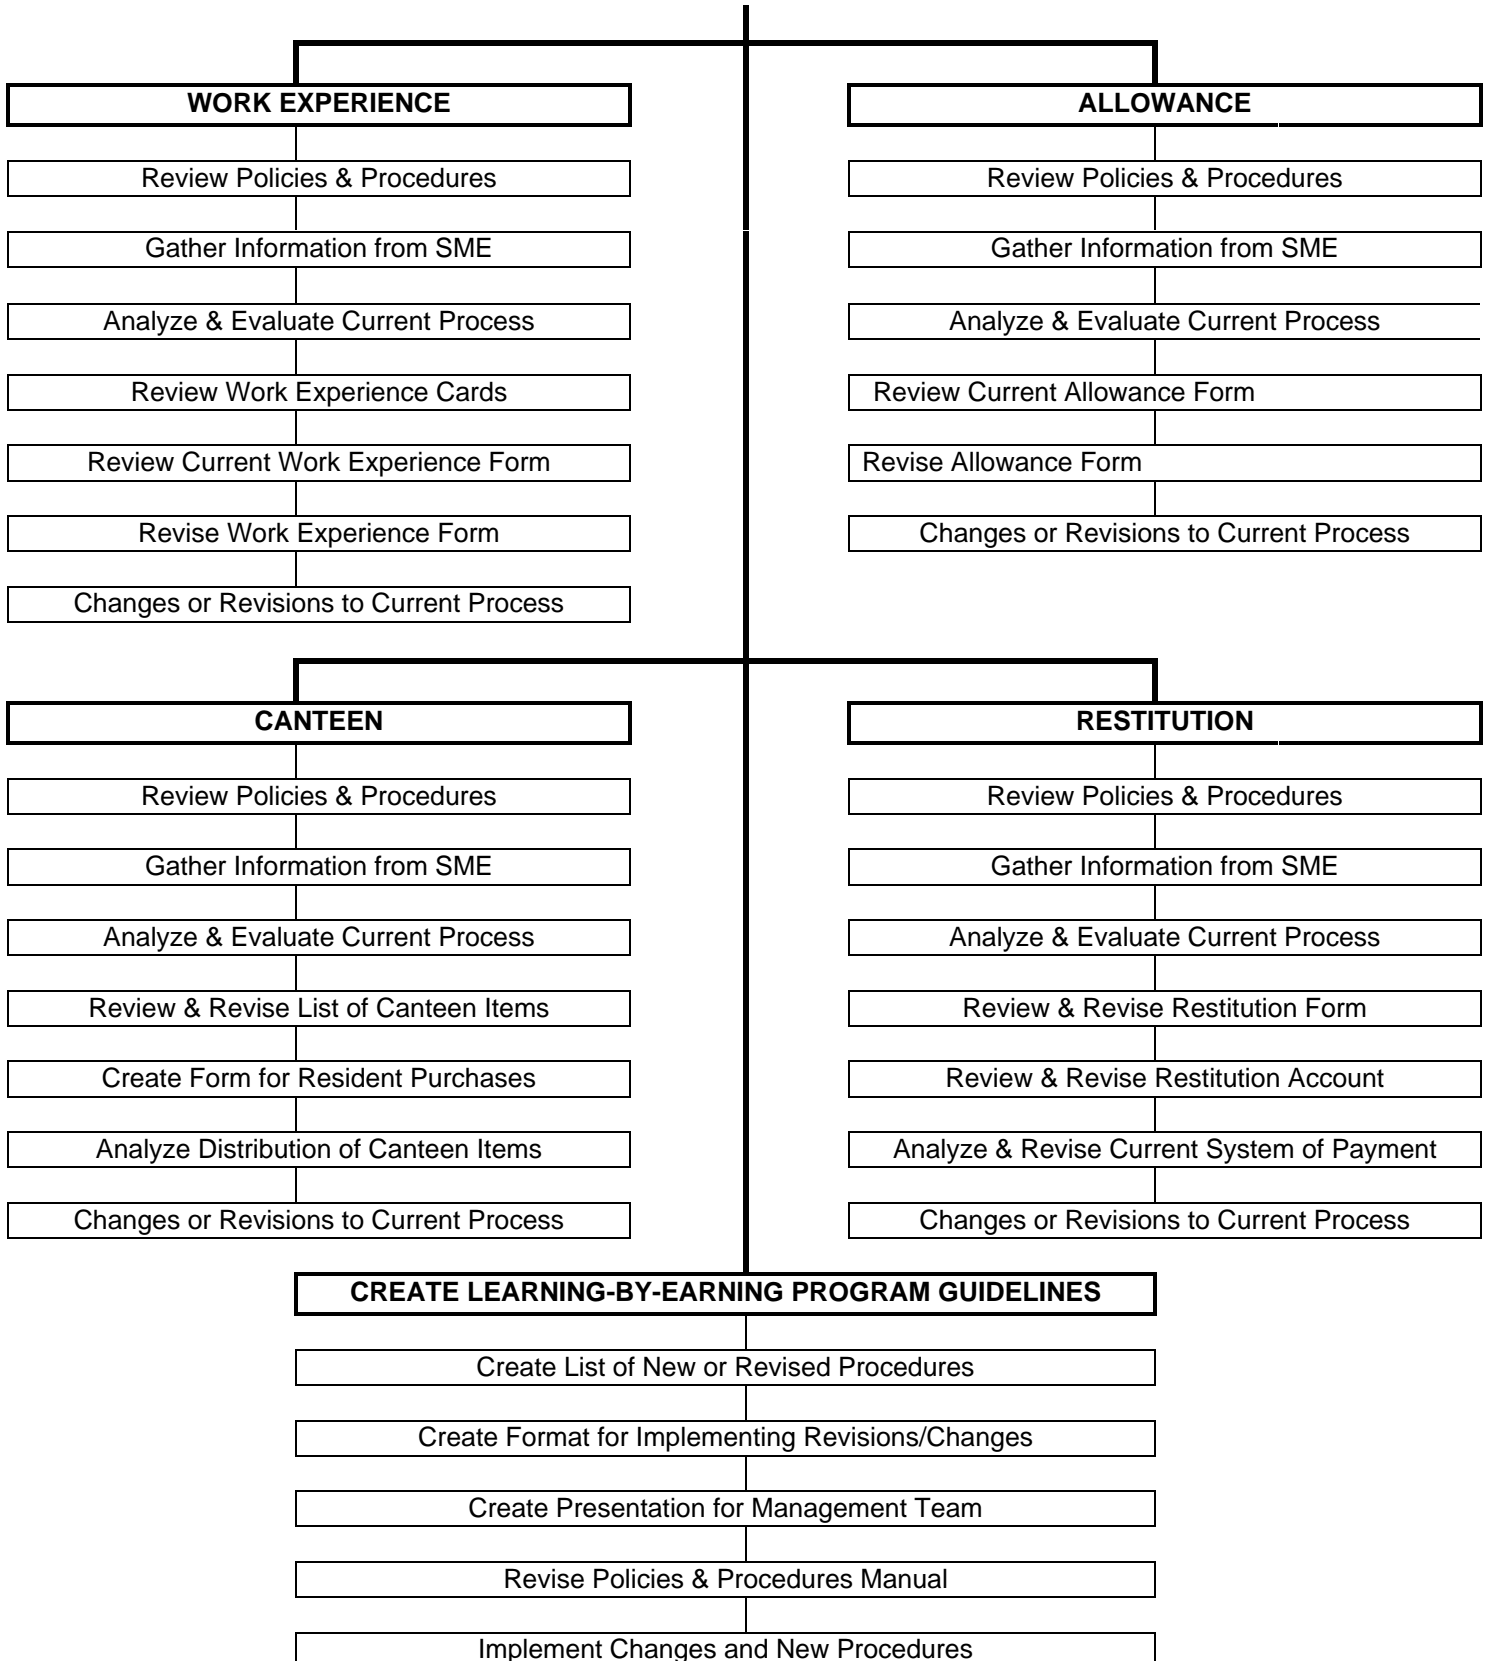 WORK EXPERIENCE
Review Policies & Procedures
Gather Information from SME
Analyze & Evaluate Current Process
Review Work Experience Cards
Review Current Work Experience Form
Revise Work Experience Form
Changes or Revisions to Current Process
ALLOWANCE
Review Policies & Procedures
Gather Information from SME
Analyze & Evaluate Current Process
Review Current Allowance Form
Revise Allowance Form
Changes or Revisions to Current Process
CANTEEN
Review Policies & Procedures
Gather Information from SME
Analyze & Evaluate Current Process
Review & Revise List of Canteen Items
Create Form for Resident Purchases
Analyze Distribution of Canteen Items
Changes or Revisions to Current Process
RESTITUTION
Review Policies & Procedures
Gather Information from SME
Analyze & Evaluate Current Process
Review & Revise Restitution Form
Review & Revise Restitution Account
Analyze & Revise Current System of Payment
Changes or Revisions to Current Process
CREATE LEARNING-BY-EARNING PROGRAM GUIDELINES
Create List of New or Revised Procedures
Create Format for Implementing Revisions/Changes
Create Presentation for Management Team
Revise Policies & Procedures Manual
Implement Changes and New Procedures